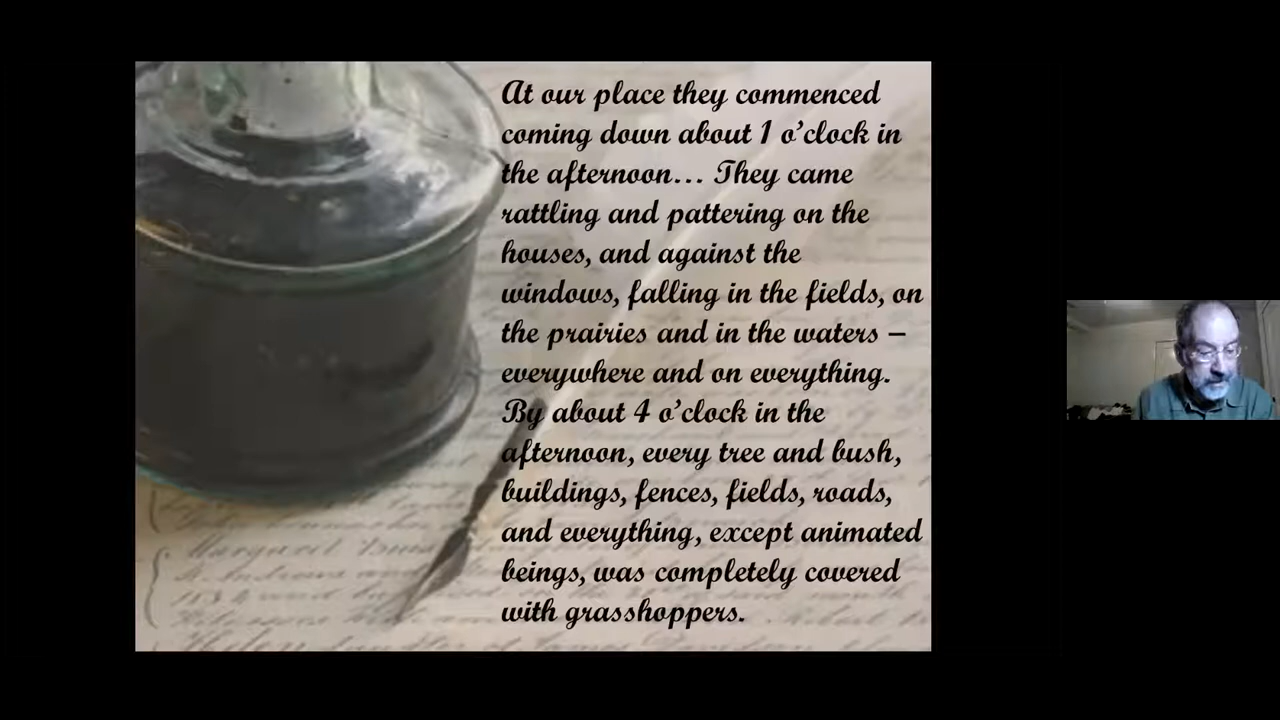 At our place they commenced
coming down about 1 o'clock in
the afternoon... They came
rattling and pattering on the
houses, and against the
windows, falling in the fields, on
the prairies and in the waters –
everywhere and on everything.
By about 4 o'clock in the
afternoon, every tree and bush,
buildings, fences, fields, roads,
and everything, except animated
beings, was completely covered
with grasshoppers.
Margaret